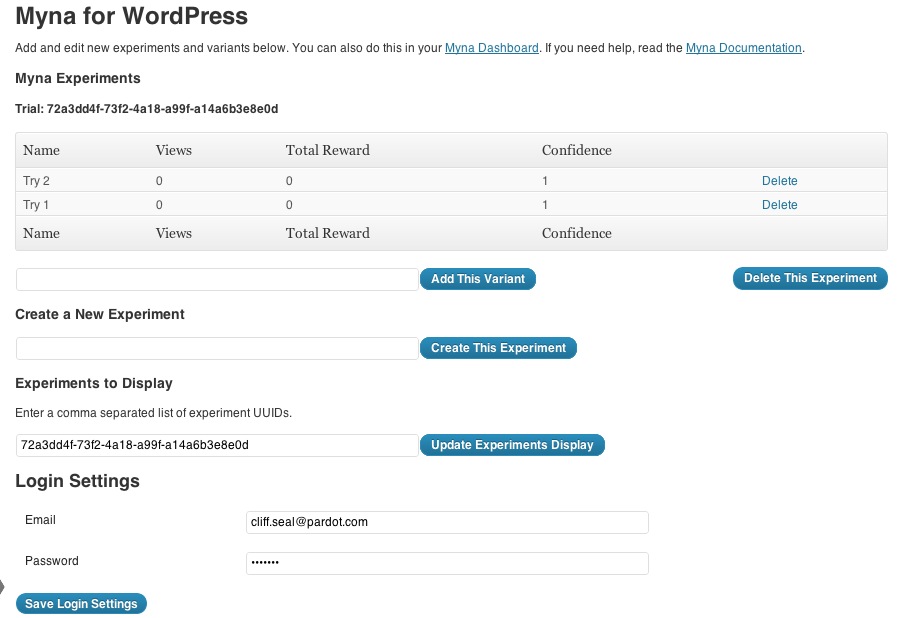 Myna for WordPress
Add and edit new experiments and variants below. You can also do this in your Myna Dashboard. If you need help, read the Myna Documentation.
Myna Experiments
Trial: 72a3dd4f-73f2-4a18-a99f-a14a6b3e8e0d
Name Views Total Reward Confidence
Try 2 0 0 1 Delete
Try 1 0 0 1 Delete
Name Views Total Reward Confidence
Add This Variant Delete This Experiment
Create a New Experiment
Create This Experiment
Experiments to Display
Enter a comma separated list of experiment UUIDs.
72a3dd4f-73f2-4a18-a99f-a14a6b3e8e0d Update Experiments Display
Login Settings
Email cliff.seal@pardot.com
Password •••••••
Save Login Settings